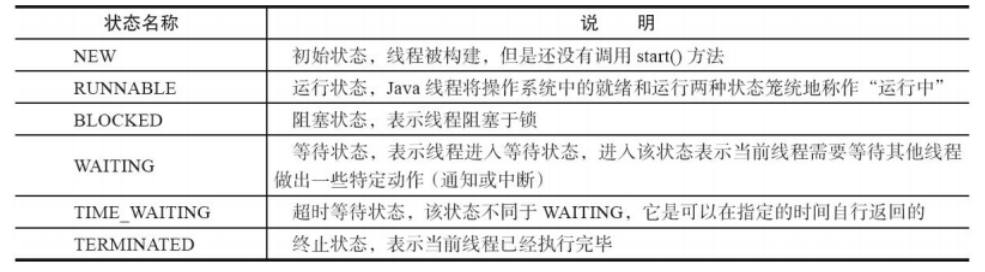 状态名称 说 明
NEW 初始状态，线程被构建，但是还没有调用 start() 方法
RUNNABLE 运行状态，Java 线程将操作系统中的就绪和运行两种状态笼统地称作“运行中”
BLOCKED 阻塞状态，表示线程阻塞于锁
WAITING 等待状态，表示线程进入等待状态，进入该状态表示当前线程需要等待其他线程
做出一些特定动作（通知或中断）
TIME_WAITING 超时等待状态，该状态不同于 WAITING，它是可以在指定的时间自行返回的
TERMINATED 终止状态，表示当前线程已经执行完毕